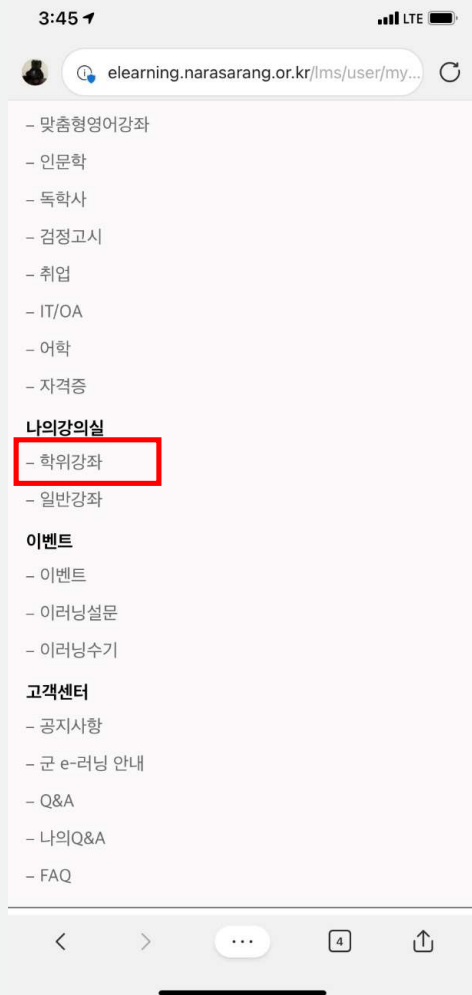 3:45
LTE
elearning.narasarang.or.kr/lms/user/my...
– 맞춤형영어강좌
– 인문학
– 독학사
– 검정고시
– 취업
– IT/OA
– 어학
– 자격증
나의강의실
– 학위강좌
– 일반강좌
이벤트
– 이벤트
– 이러닝설문
– 이러닝수기
고객센터
– 공지사항
– 군 e-러닝 안내
– Q&A
– 나의Q&A
– FAQ
4